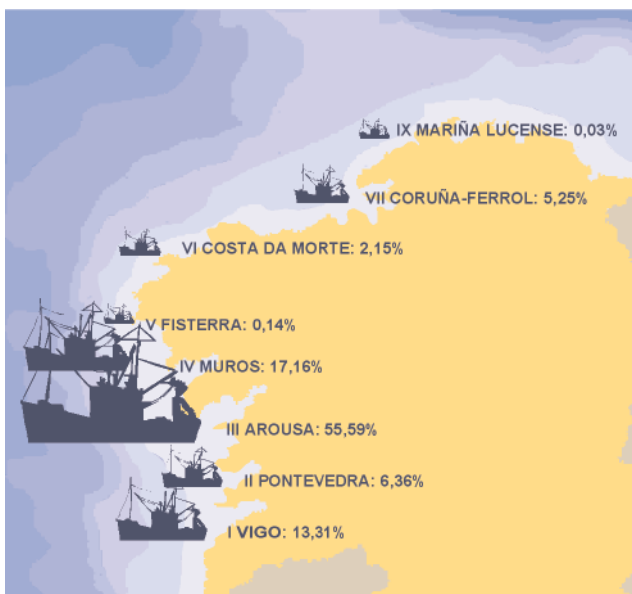 IX MARIÑA LUCENSE: 0,03%
VII CORUÑA-FERROL: 5,25%
VI COSTA DA MORTE: 2,15%
V FISTERRA: 0,14%
IV MUROS: 17,16%
III AROUSA: 55,59%
II PONTEVEDRA: 6,36%
I VIGO: 13,31%